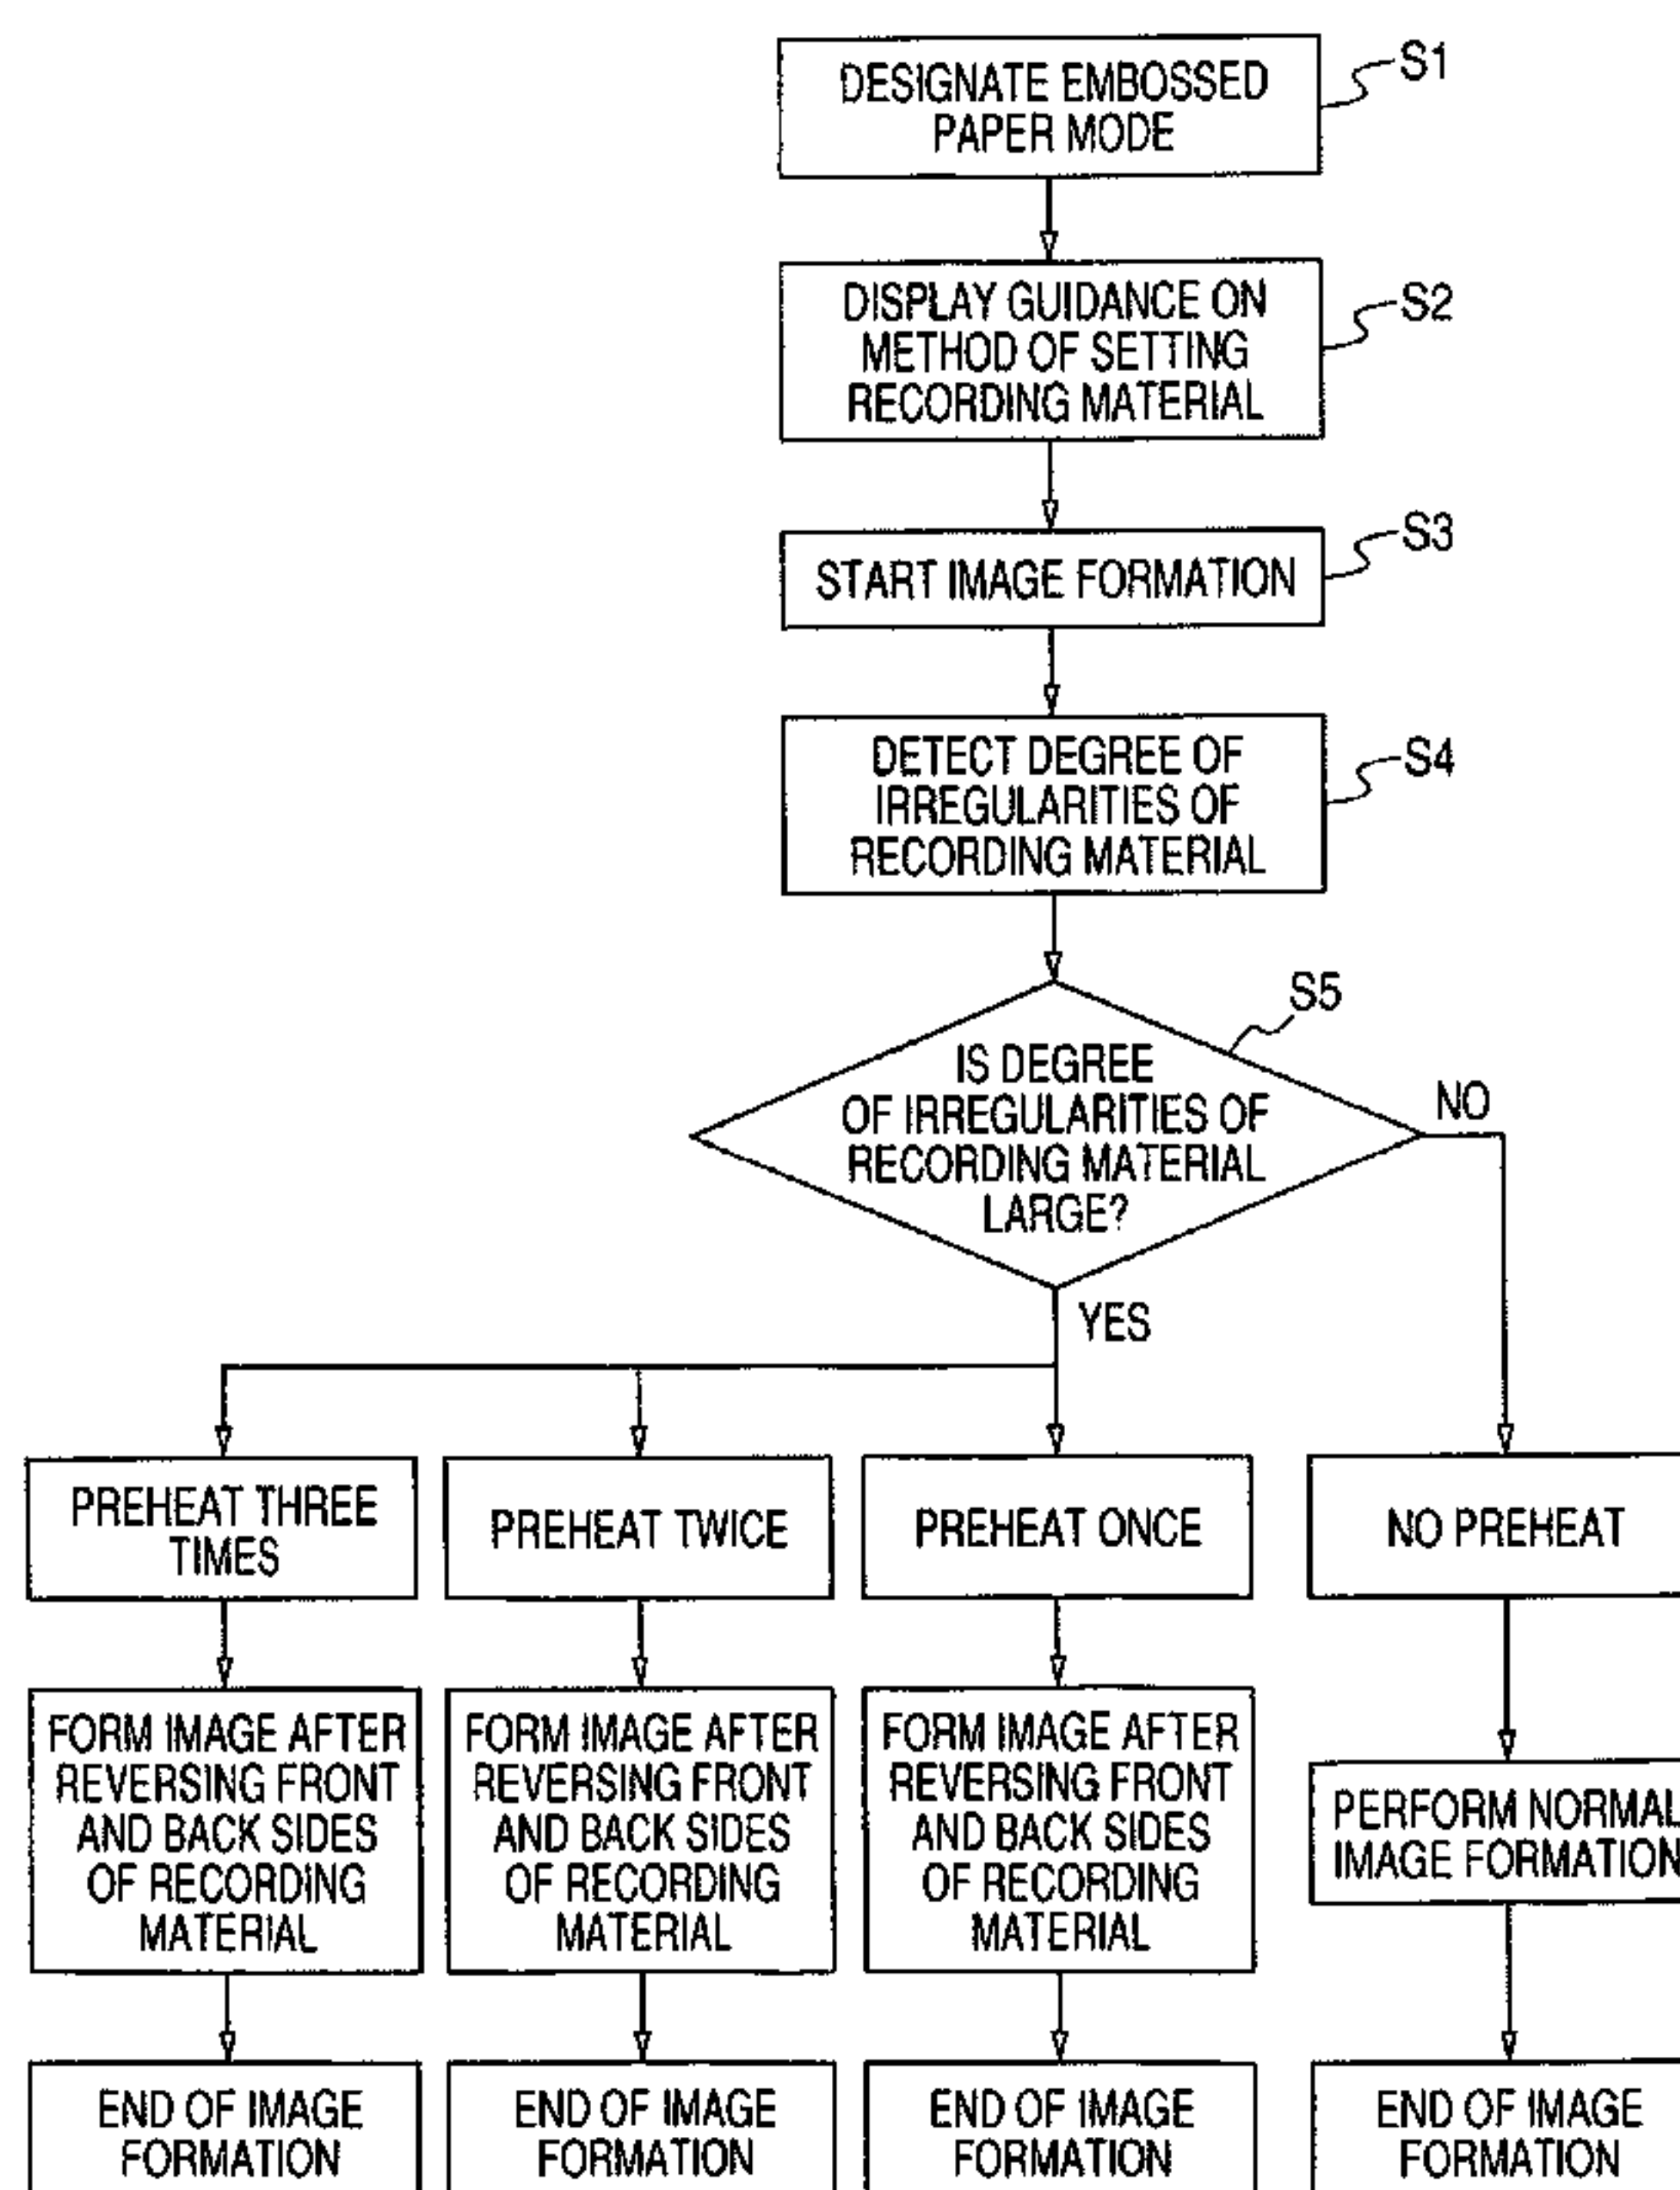 DESIGNATE EMBOSSED
PAPER MODE
S1
DISPLAY GUIDANCE ON
METHOD OF SETTING
RECORDING MATERIAL
S2
START IMAGE FORMATION
S3
DETECT DEGREE OF
IRREGULARITIES OF
RECORDING MATERIAL
S4
S5
IS DEGREE
OF IRREGULARITIES OF
RECORDING MATERIAL
LARGE?
NO
YES
PREHEAT THREE
TIMES
PREHEAT TWICE
PREHEAT ONCE
NO PREHEAT
FORM IMAGE AFTER
REVERSING FRONT
AND BACK SIDES
OF RECORDING
MATERIAL
FORM IMAGE AFTER
REVERSING FRONT
AND BACK SIDES
OF RECORDING
MATERIAL
FORM IMAGE AFTER
REVERSING FRONT
AND BACK SIDES
OF RECORDING
MATERIAL
PERFORM NORMAL
IMAGE FORMATION
END OF IMAGE
FORMATION
END OF IMAGE
FORMATION
END OF IMAGE
FORMATION
END OF IMAGE
FORMATION